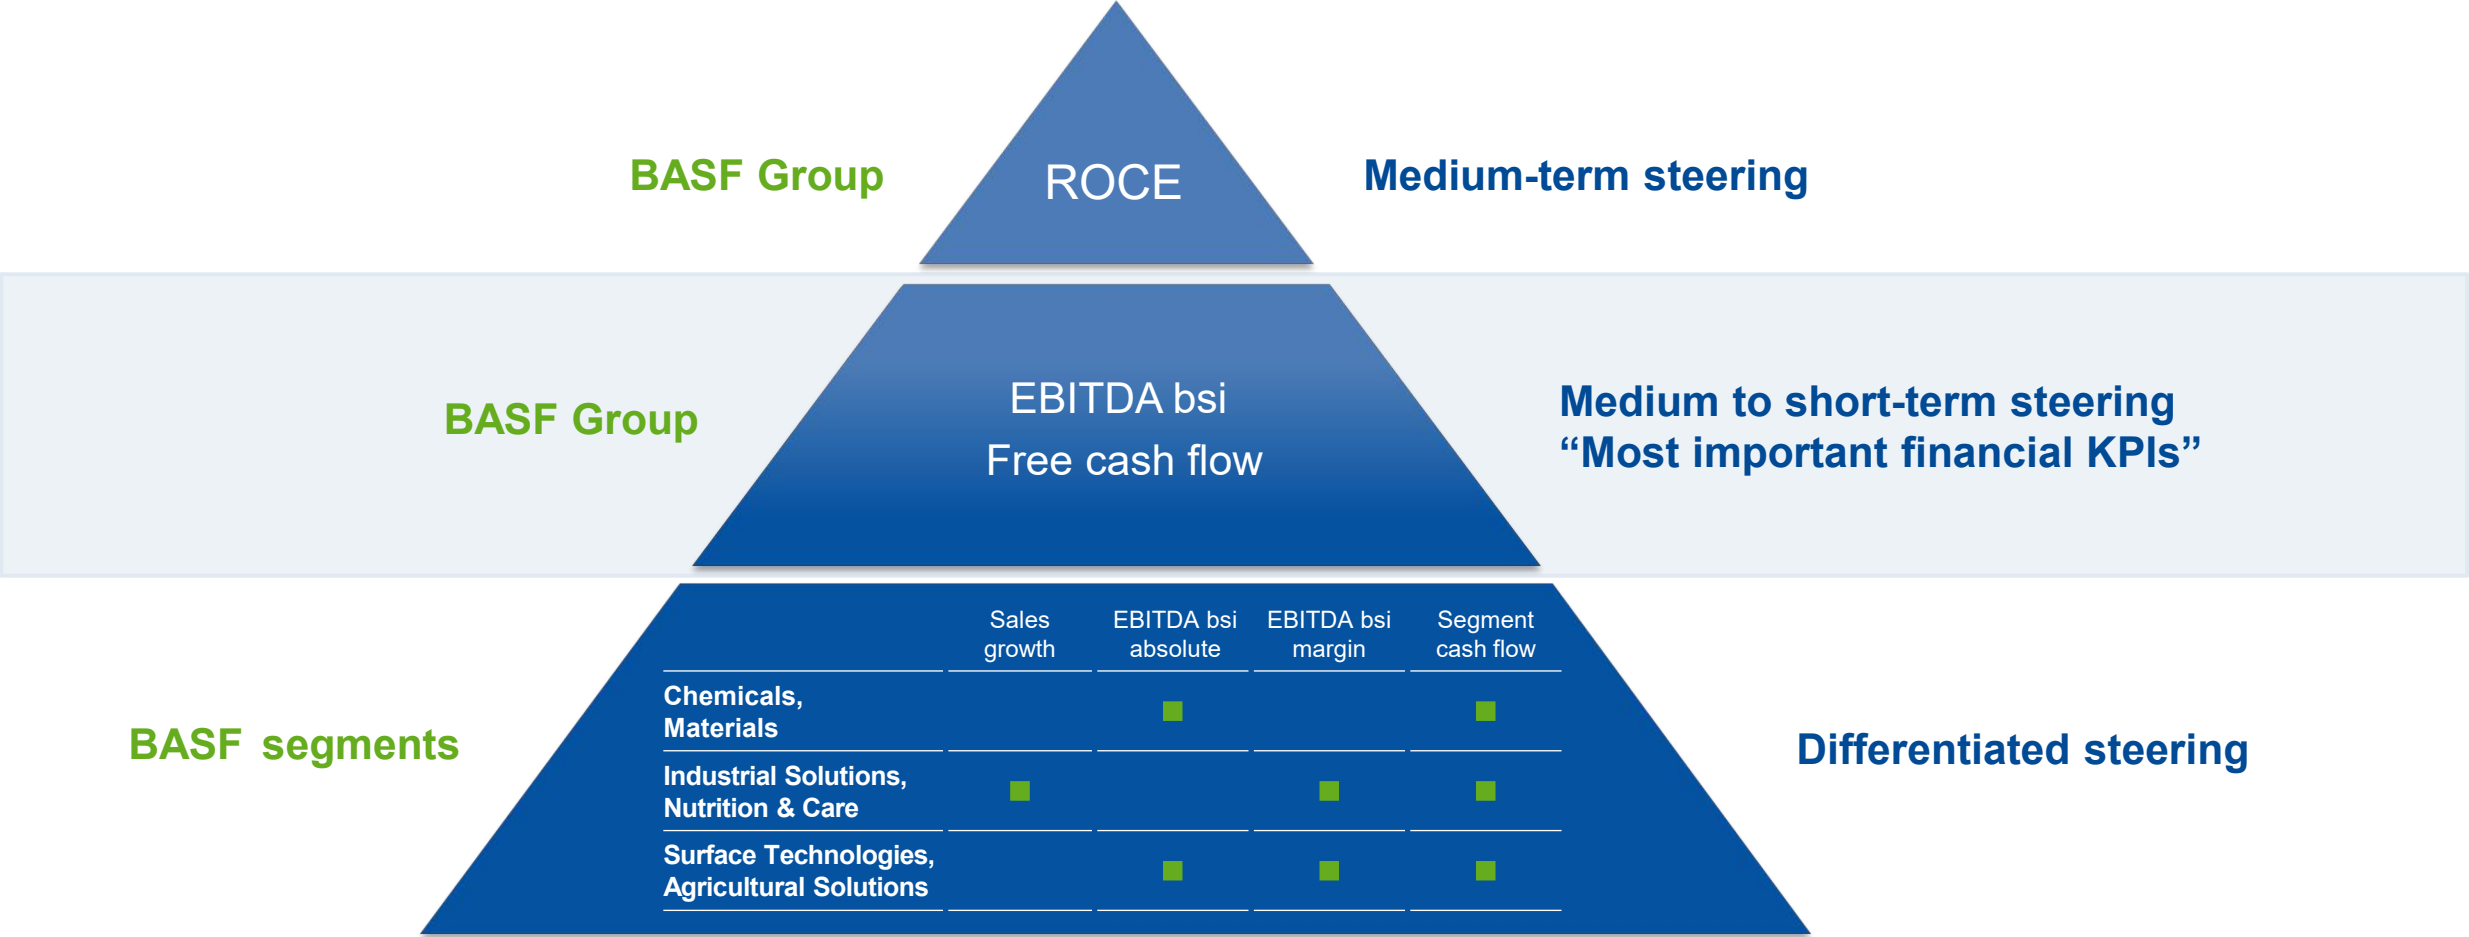 BASF Group
ROCE
Medium-term steering
BASF Group
EBITDA bsi
Free cash flow
Medium to short-term steering
“Most important financial KPIs”
BASF segments
Sales
growth
EBITDA bsi
absolute
EBITDA bsi
margin
Segment
cash flow
Chemicals,
Materials
Industrial Solutions,
Nutrition & Care
Surface Technologies,
Agricultural Solutions
Differentiated steering